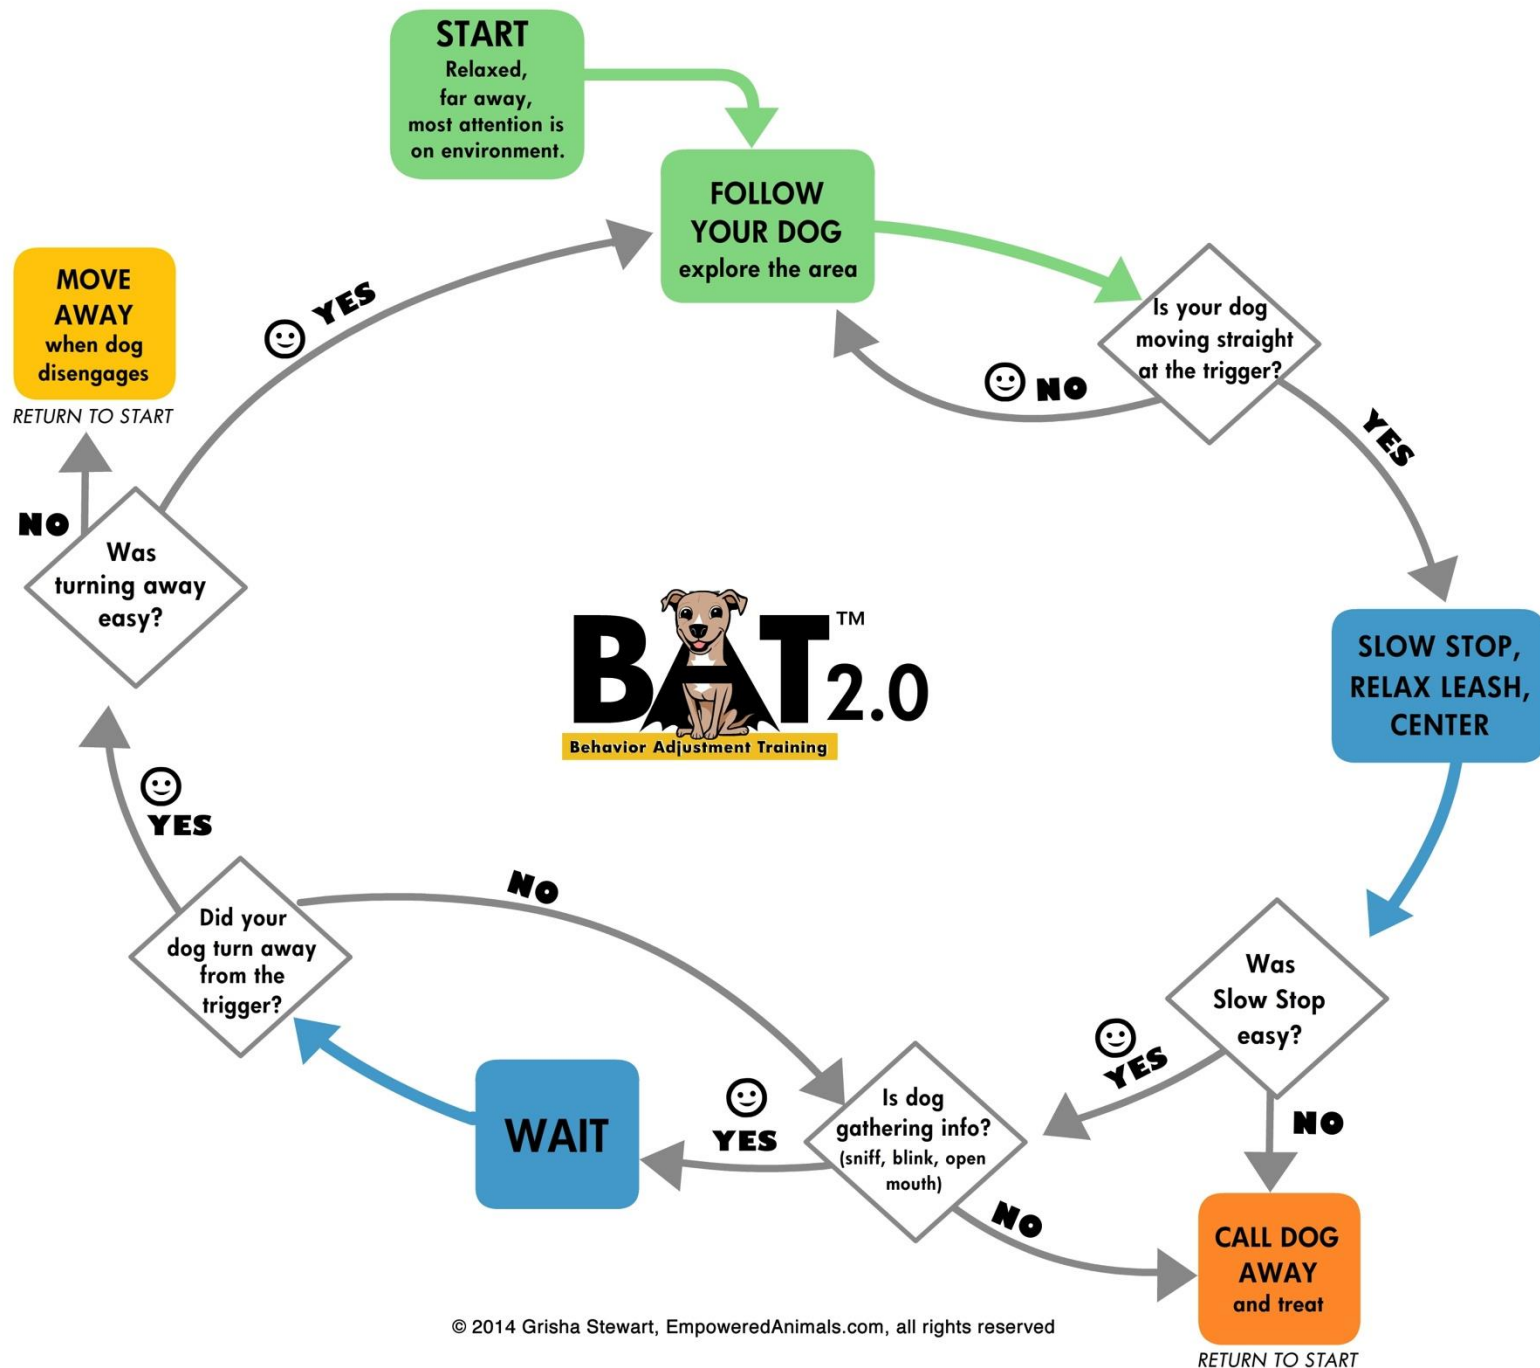 START
Relaxed,
far away,
most attention is
on environment.
FOLLOW
YOUR DOG
explore the area
Is your dog
moving straight
at the trigger?
NO
YES
SLOW STOP,
RELAX LEASH,
CENTER
Was
Slow Stop
easy?
YES
NO
CALL DOG
AWAY
and treat
RETURN TO START
Is dog
gathering info?
(sniff, blink, open
mouth)
NO
YES
WAIT
Did your
dog turn away
from the
trigger?
NO
YES
Was
turning away
easy?
NO
MOVE
AWAY
when dog
disengages
RETURN TO START
YES
BAT™ 2.0
Behavior Adjustment Training
© 2014 Grisha Stewart, EmpoweredAnimals.com, all rights reserved